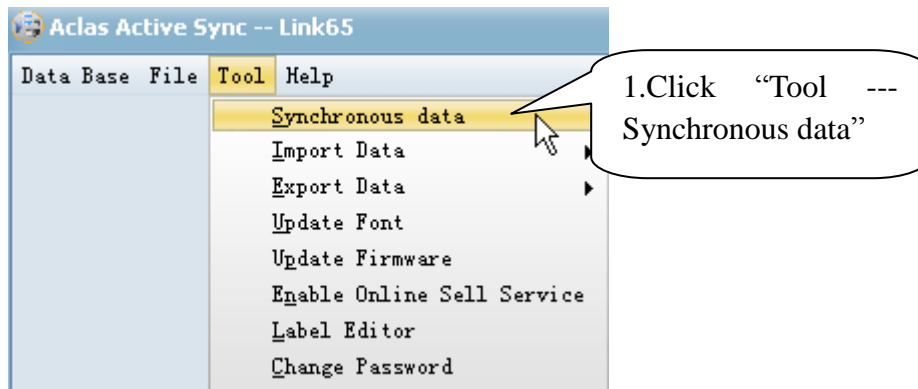 Aclas Active Sync -- Link65
Data Base File Tool Help
1.Click “Tool ---
Synchronous data”
Synchronous data
Import Data
Export Data
Update Font
Update Firmware
Enable Online Sell Service
Label Editor
Change Password